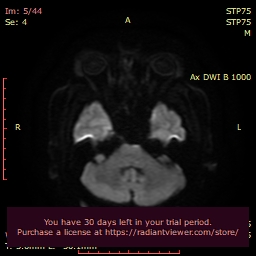 Im: 5/44
Se: 4
A
STP75
STP75
M
Ax DWI B 1000
R
L
You have 30 days left in your trial period.
Purchase a license at https://radiantviewer.com/store/